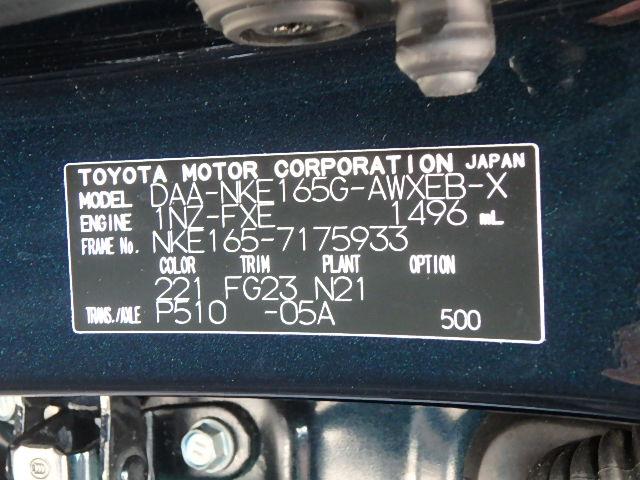 TOYOTA MOTOR CORPORATION JAPAN
MODEL DAA-NKE165G-AWXEB-X
ENGINE 1NZ-FXE 1496 mL
FRAME No. NKE165-7175933
COLOR TRIM PLANT OPTION
221 FG23 N21
TRANS./AXLE P510 -05A 500